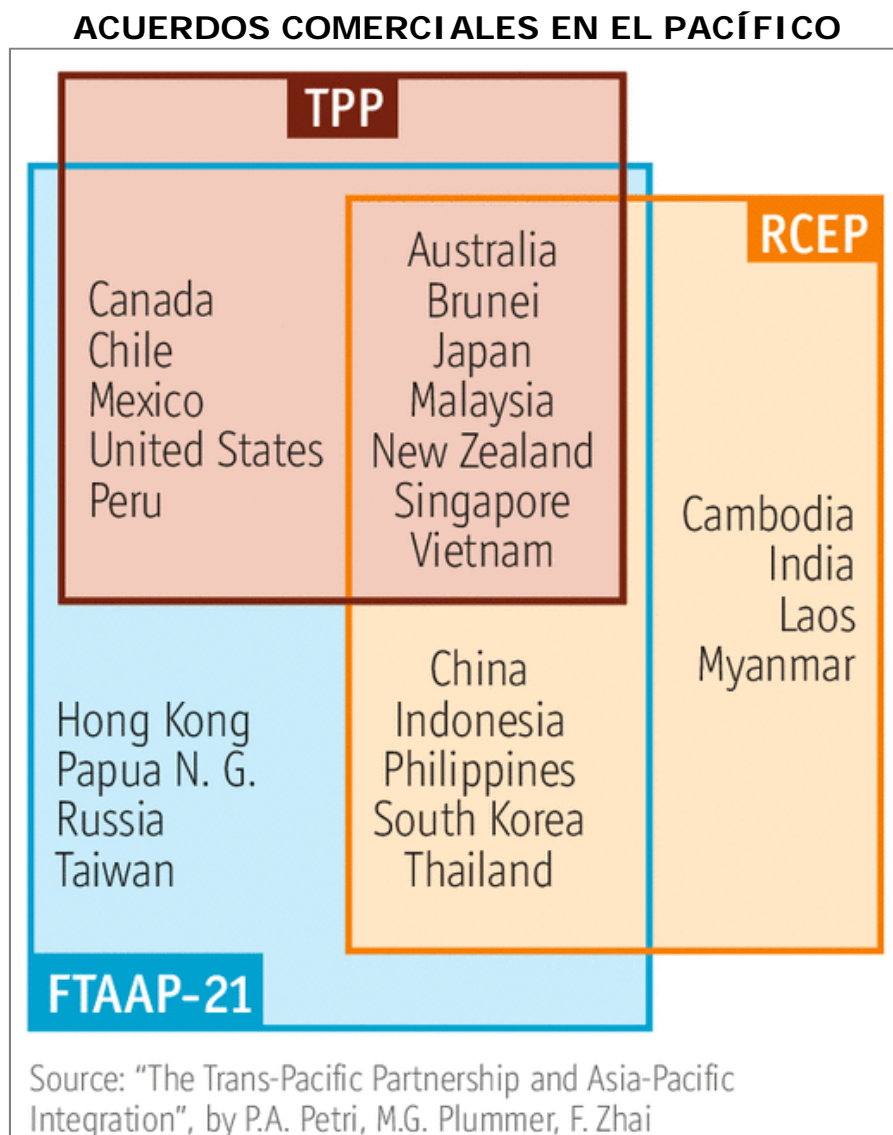 ACUERDOS COMERCIALES EN EL PACÍFICO
TPP
RCEP
Canada
Chile
Mexico
United States
Peru
Australia
Brunei
Japan
Malaysia
New Zealand
Singapore
Vietnam
Cambodia
India
Laos
Myanmar
Hong Kong
Papua N. G.
Russia
Taiwan
China
Indonesia
Philippines
South Korea
Thailand
FTAAP-21
Source: "The Trans-Pacific Partnership and Asia-Pacific
Integration", by P.A. Petri, M.G. Plummer, F. Zhai